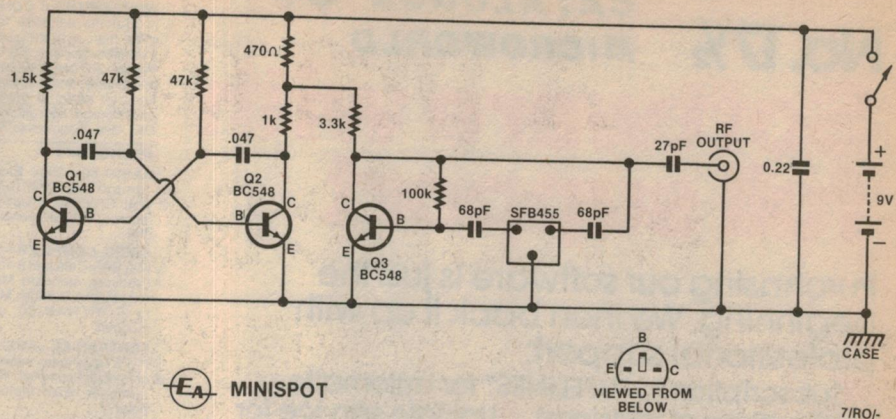 470Ω
1.5k
47k
47k
1k
3.3k
.047
.047
Q1
BC548
Q2
BC548
C
B
E
C
B
E
C
B
E
Q3
BC548
100k
68pF
SFB455
68pF
27pF
RF
OUTPUT
0.22
+
9V
−
CASE
EA MINISPOT
B
E
C
VIEWED FROM
BELOW
7/RO/-